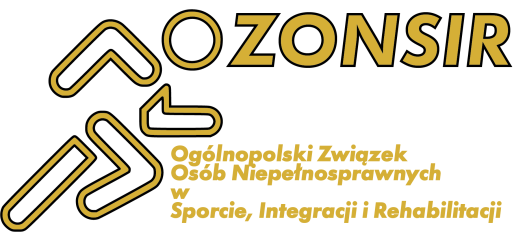 OZONSIR
Ogólnopolski Związek
Osób Niepełnosprawnych
w
Sporcie, Integracji i Rehabilitacji